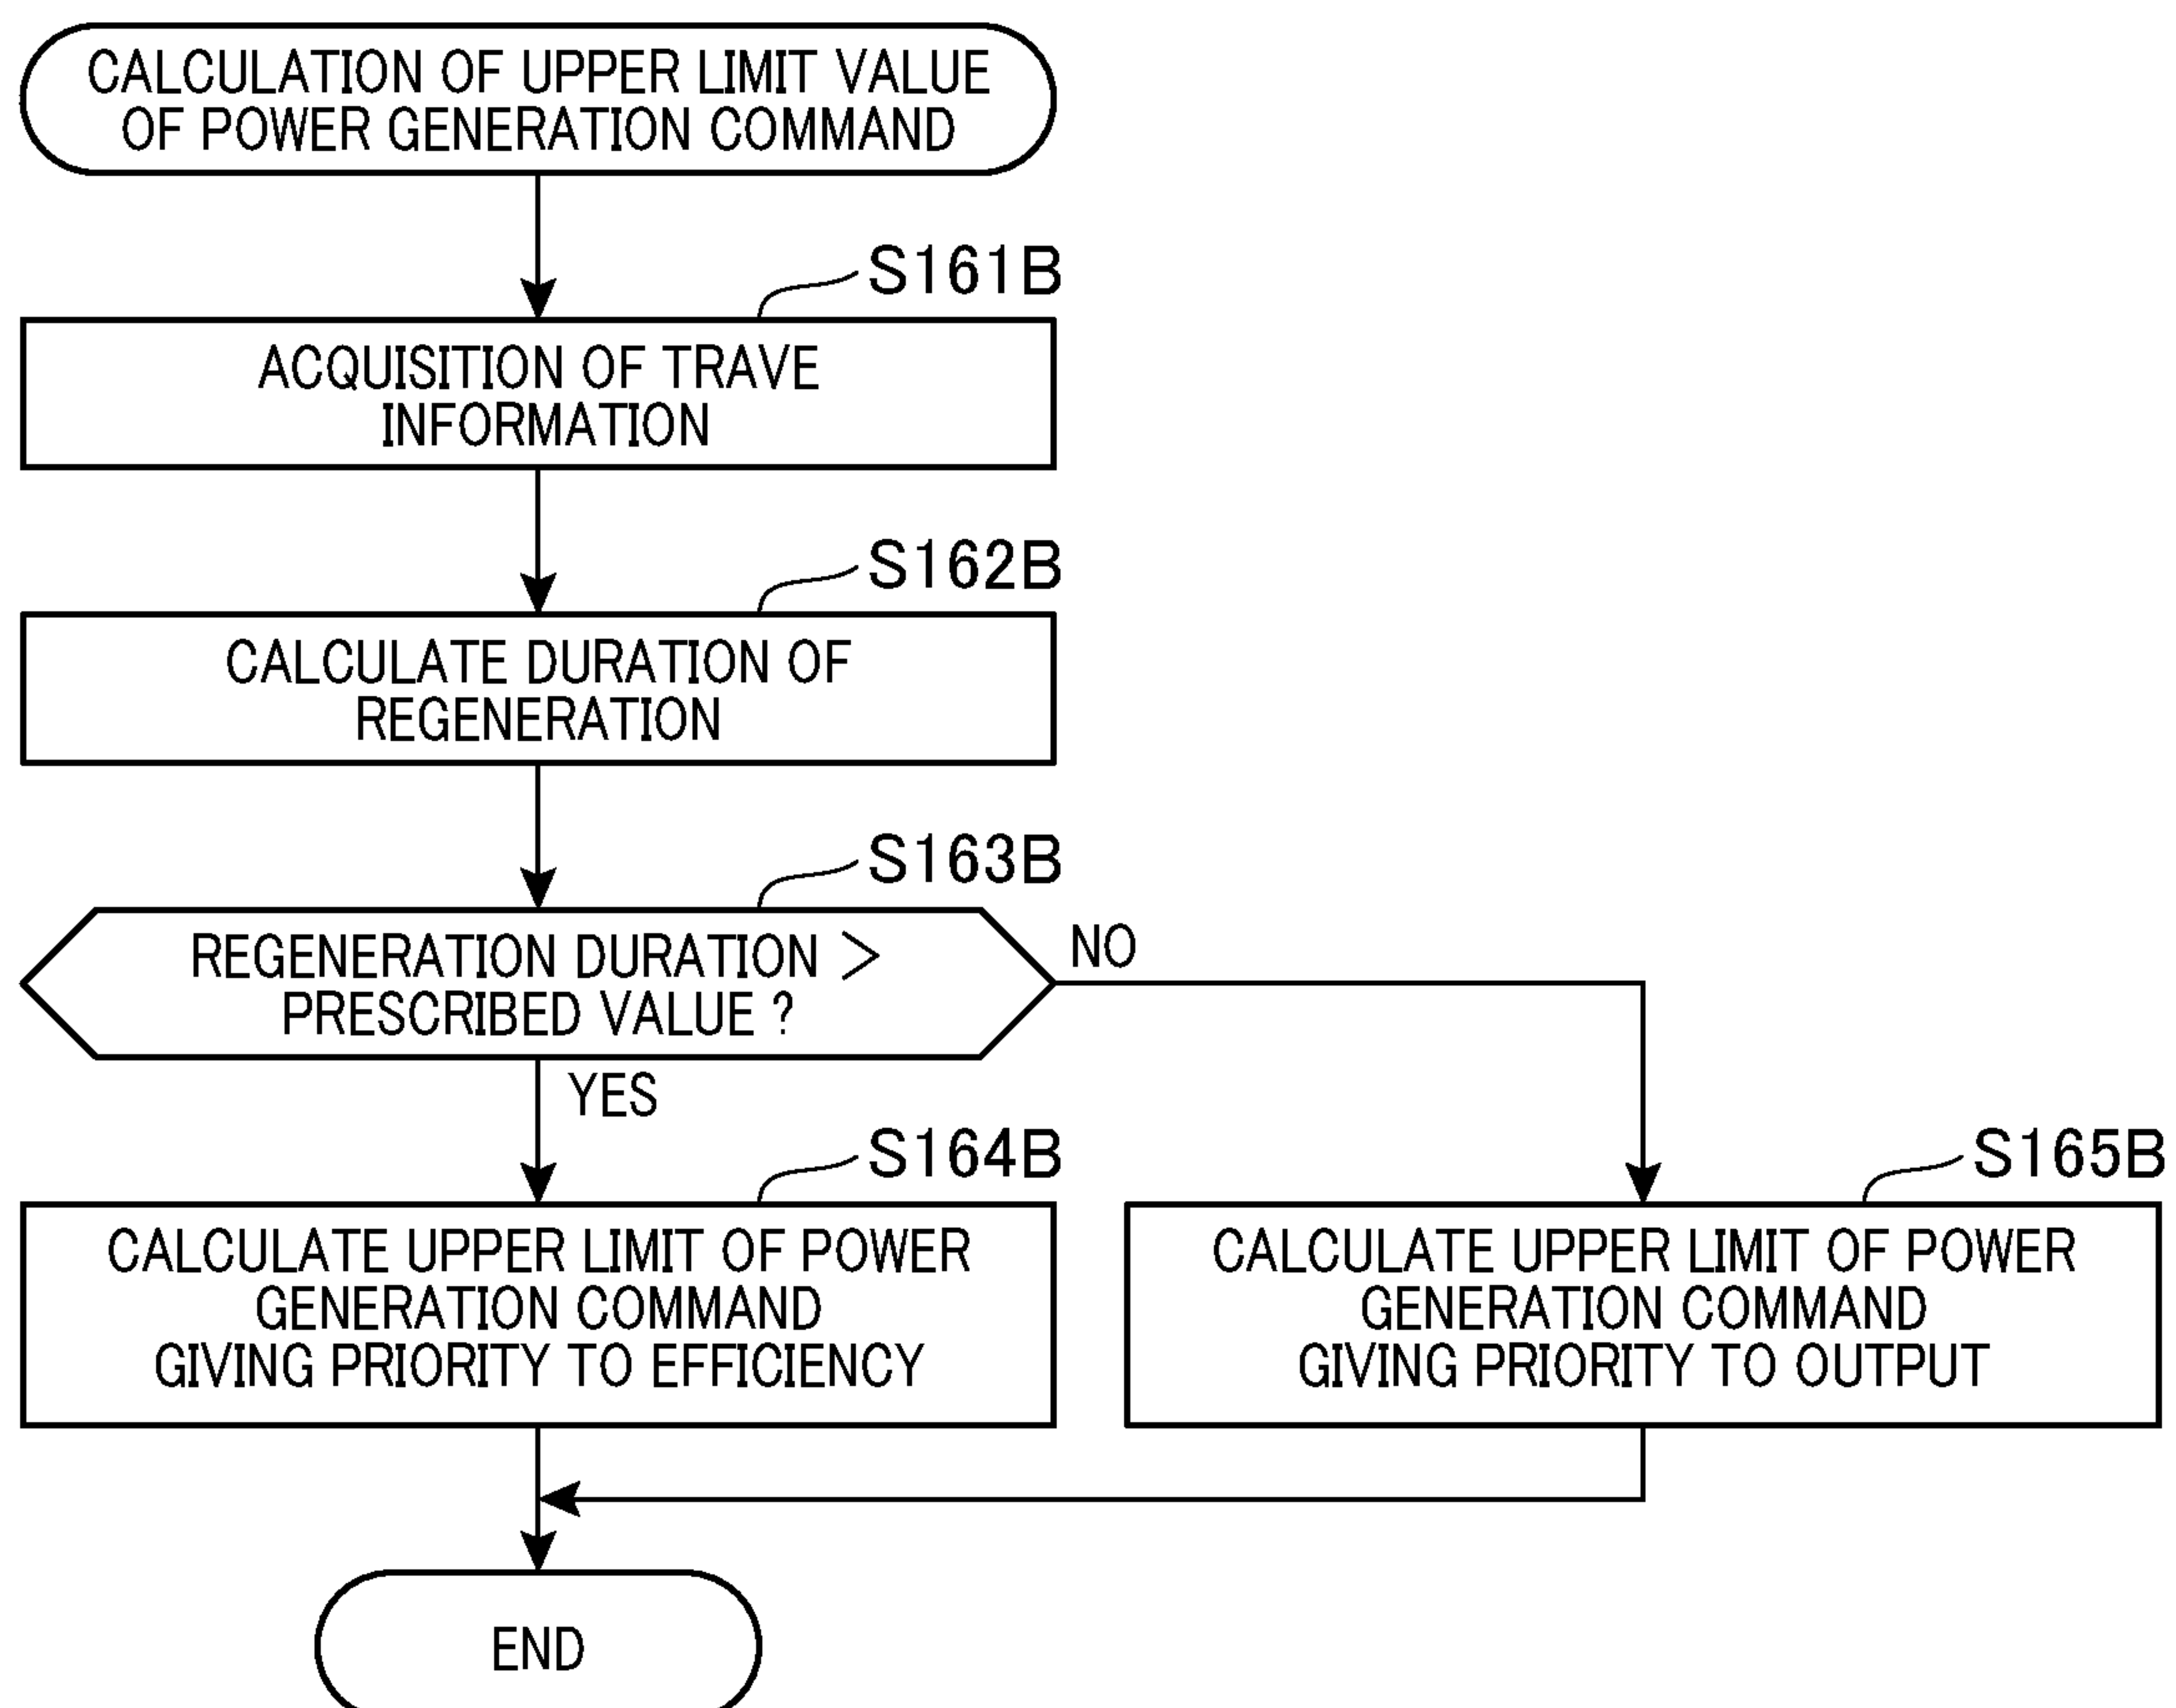 CALCULATION OF UPPER LIMIT VALUE
OF POWER GENERATION COMMAND
S161B
ACQUISITION OF TRAVE
INFORMATION
S162B
CALCULATE DURATION OF
REGENERATION
S163B
REGENERATION DURATION >
PRESCRIBED VALUE ?
NO
YES
S164B
CALCULATE UPPER LIMIT OF POWER
GENERATION COMMAND
GIVING PRIORITY TO EFFICIENCY
S165B
CALCULATE UPPER LIMIT OF POWER
GENERATION COMMAND
GIVING PRIORITY TO OUTPUT
END